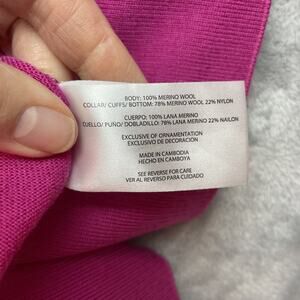 BODY: 100% MERINO WOOL
COLLAR/ CUFFS/ BOTTOM: 78% MERINO WOOL 22% NYLON
CUERPO: 100% LANA MERINO
CUELLO/ PUÑO/ DOBLADILLO: 78% LANA MERINO 22% NAILON
EXCLUSIVE OF ORNAMENTATION
EXCLUSIVO DE DECORACIÓN
MADE IN CAMBODIA
HECHO EN CAMBOYA
SEE REVERSE FOR CARE
VER AL REVERSO PARA CUIDADO